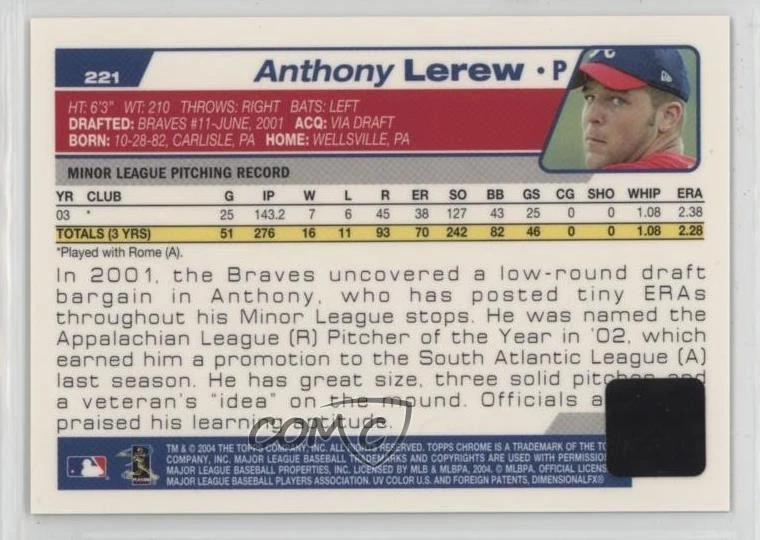 221
Anthony Lerew • P
HT: 6'3" WT: 210 THROWS: RIGHT BATS: LEFT
DRAFTED: BRAVES #11-JUNE, 2001 ACQ: VIA DRAFT
BORN: 10-28-82, CARLISLE, PA HOME: WELLSVILLE, PA
MINOR LEAGUE PITCHING RECORD
YR CLUB G IP W L R ER SO BB GS CG SHO WHIP ERA
03 * 25 143.2 7 6 45 38 127 43 25 0 0 1.08 2.38
TOTALS (3 YRS) 51 276 16 11 93 70 242 82 46 0 0 1.08 2.28
*Played with Rome (A).
In 2001, the Braves uncovered a low-round draft
bargain in Anthony, who has posted tiny ERAs
throughout his Minor League stops. He was named the
Appalachian League (R) Pitcher of the Year in '02, which
earned him a promotion to the South Atlantic League (A)
last season. He has great size, three solid pitches and
a veteran's "idea" on the mound. Officials
praised his learning aptitude.
COMC
TM & © 2004 THE TOPPS COMPANY, INC. ALL RIGHTS RESERVED. TOPPS CHROME IS A TRADEMARK OF THE
COMPANY, INC. MAJOR LEAGUE BASEBALL TRADEMARKS AND COPYRIGHTS ARE USED WITH
MAJOR LEAGUE BASEBALL PROPERTIES, INC. LICENSED BY MLB & MLBPA, 2004. © MLBPA, OFFICIAL
MAJOR LEAGUE BASEBALL PLAYERS ASSOCIATION. UV COLOR U.S. AND FOREIGN PATENTS, DIMENSIONALFX®